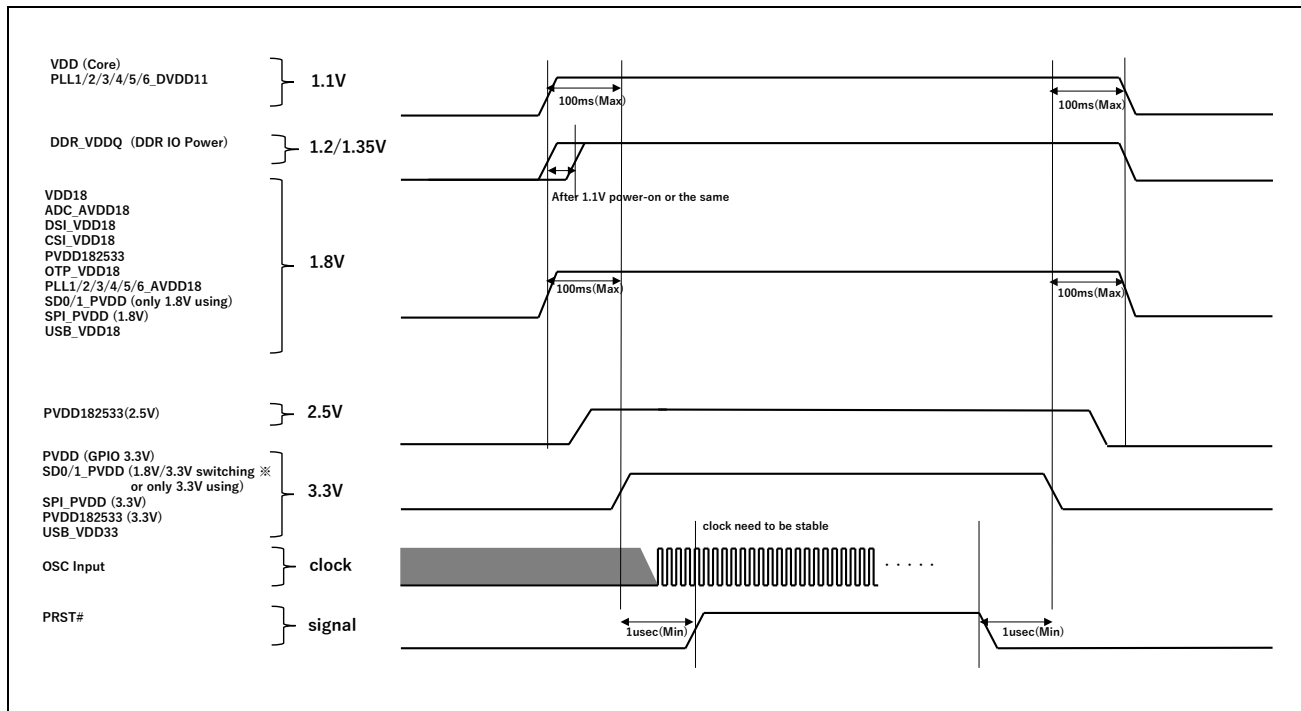 VDD (Core)
PLL1/2/3/4/5/6_DVDD11
1.1V
100ms(Max)
100ms(Max)
DDR_VDDQ (DDR IO Power)
1.2/1.35V
After 1.1V power-on or the same
VDD18
ADC_AVDD18
DSI_VDD18
CSI_VDD18
PVDD182533
OTP_VDD18
PLL1/2/3/4/5/6_AVDD18
SD0/1_PVDD (only 1.8V using)
SPI_PVDD (1.8V)
USB_VDD18
1.8V
100ms(Max)
100ms(Max)
PVDD182533(2.5V)
2.5V
PVDD (GPIO 3.3V)
SD0/1_PVDD (1.8V/3.3V switching ※
or only 3.3V using)
SPI_PVDD (3.3V)
PVDD182533 (3.3V)
USB_VDD33
3.3V
clock need to be stable
OSC Input
clock
· · · · ·
PRST#
signal
1usec(Min)
1usec(Min)